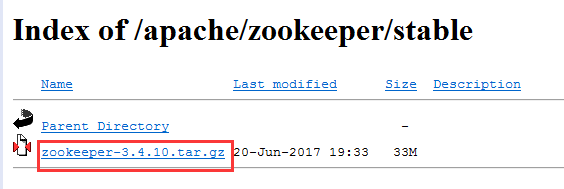 Index of /apache/zookeeper/stable
Name Last modified Size Description
Parent Directory -
zookeeper-3.4.10.tar.gz 20-Jun-2017 19:33 33M